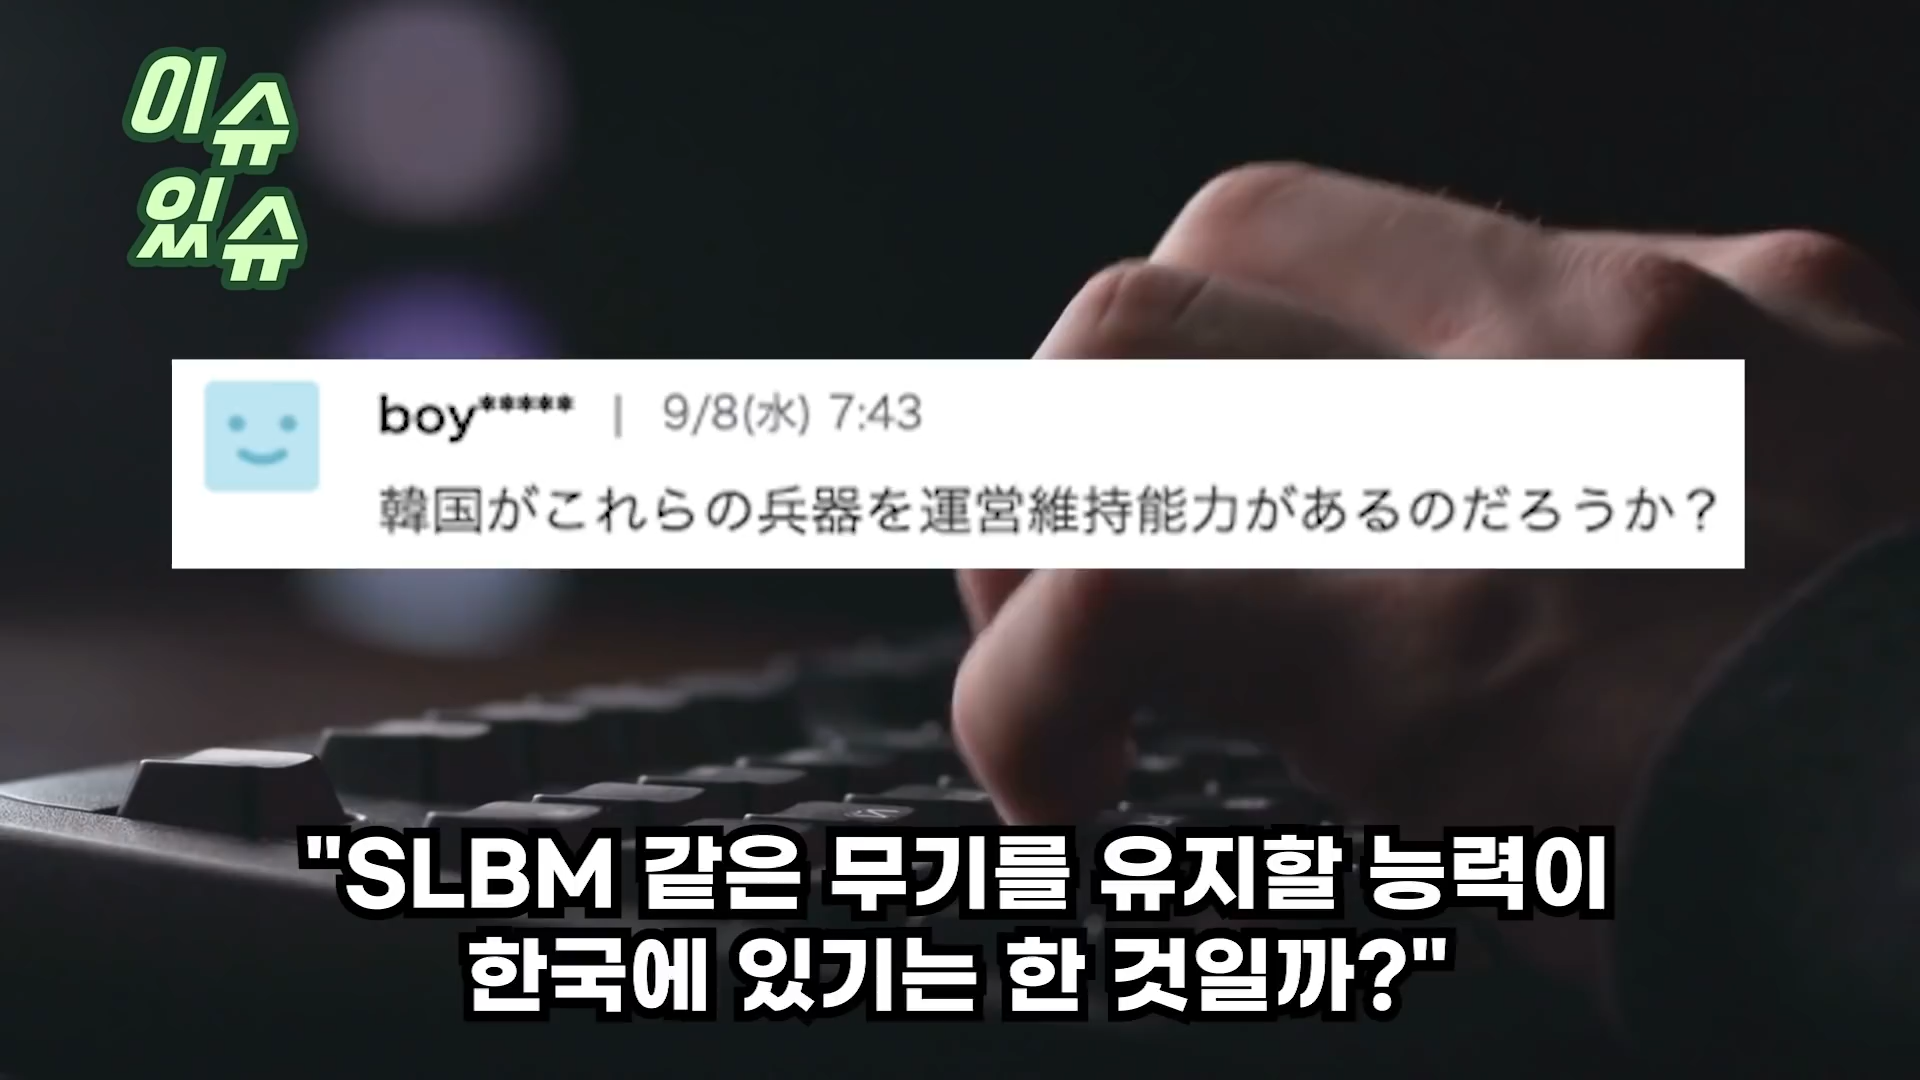 이슈
있슈
boy***** | 9/8(水) 7:43
韓国がこれらの兵器を運営維持能力があるのだろうか？
"SLBM 같은 무기를 유지할 능력이
한국에 있기는 한 것일까?"